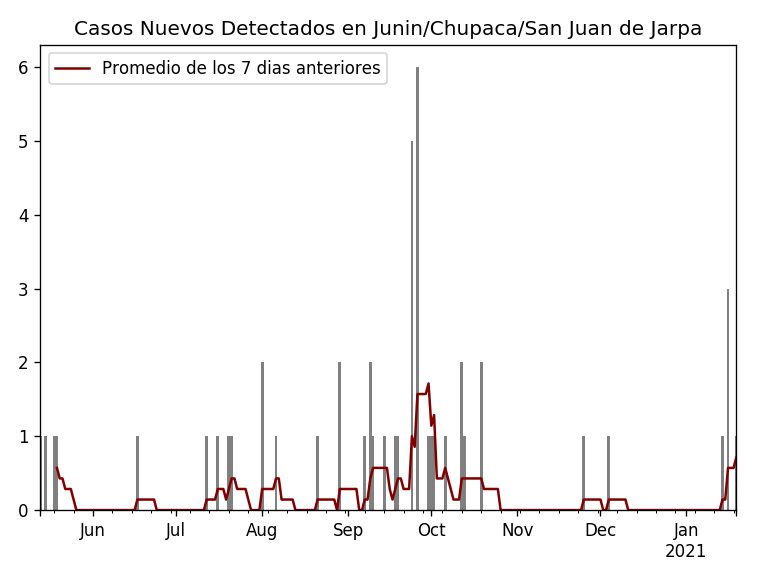 Casos Nuevos Detectados en Junin/Chupaca/San Juan de Jarpa
Promedio de los 7 dias anteriores
6
5
4
3
2
1
0
Jun Jul Aug Sep Oct Nov Dec Jan
2021